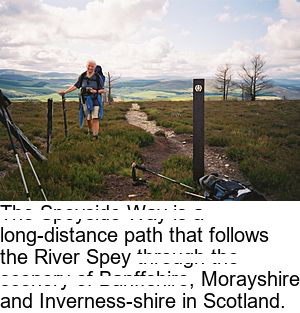 The Speyside Way is a
long-distance path that follows
the River Spey through the
scenery of Banffshire, Morayshire
and Inverness-shire in Scotland.